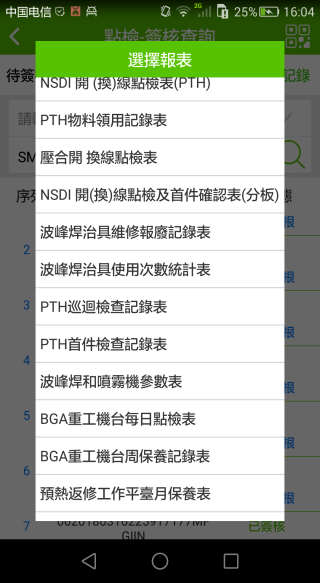 中国电信 2G 25% 16:04
點檢-簽核查詢
待簽 記錄
選擇報表
NSDI 開 (換)線點檢表(PTH)
PTH物料領用記錄表
SM
壓合開 換線點檢表
序列 態
NSDI 開(換)線點檢及首件確認表(分板)
根
波峰焊治具維修報廢記錄表
2
波峰焊治具使用次數統計表
根
3
PTH巡迴檢查記錄表
根
PTH首件檢查記錄表
4
波峰焊和噴霧機參數表
根
5
BGA重工機台每日點檢表
根
BGA重工機台周保養記錄表
6
預熱返修工作平臺月保養表
根
7 已簽核
GIIN